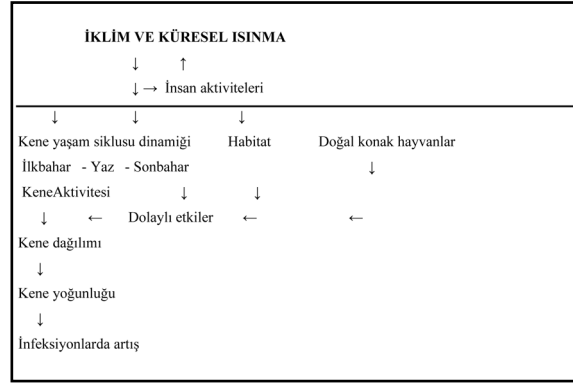 İKLİM VE KÜRESEL ISINMA
↓ ↑
↓ → İnsan aktiviteleri
↓ ↓ ↓
Kene yaşam siklusu dinamiği Habitat Doğal konak hayvanlar
İlkbahar - Yaz - Sonbahar ↓
KeneAktivitesi ↓ ↓
↓ ← Dolaylı etkiler ← ←
Kene dağılımı
↓
Kene yoğunluğu
↓
İnfeksiyonlarda artış